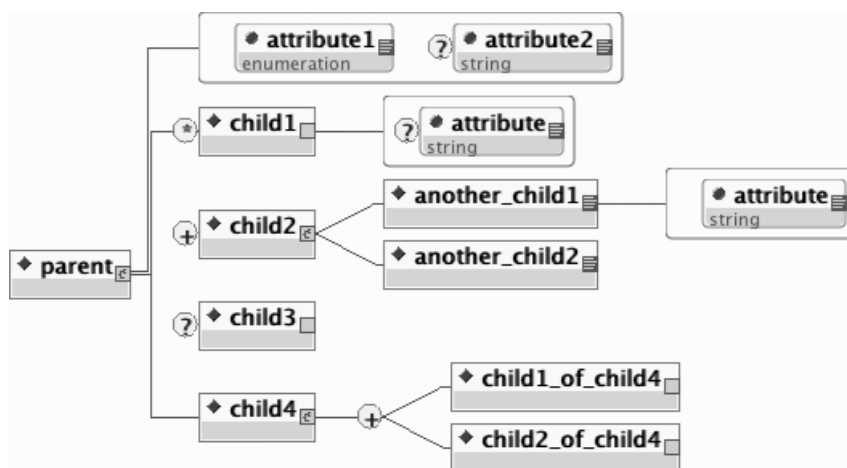 attribute1
enumeration
?
attribute2
string
*
child1
?
attribute
string
+
child2
another_child1
attribute
string
another_child2
parent
?
child3
child4
+
child1_of_child4
child2_of_child4